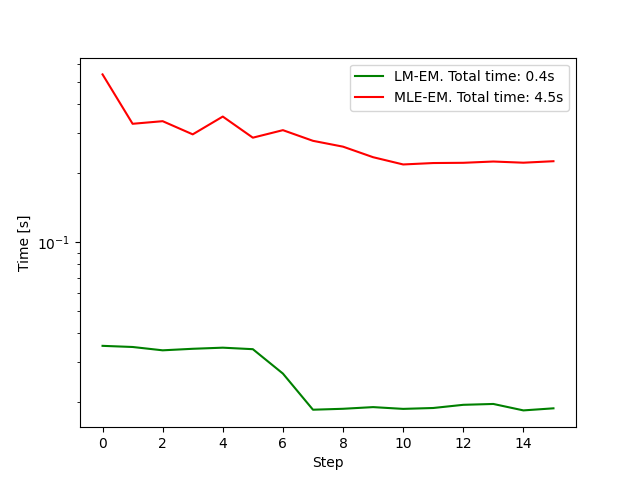 LM-EM. Total time: 0.4s
MLE-EM. Total time: 4.5s
Time [s]
10⁻¹
0 2 4 6 8 10 12 14
Step